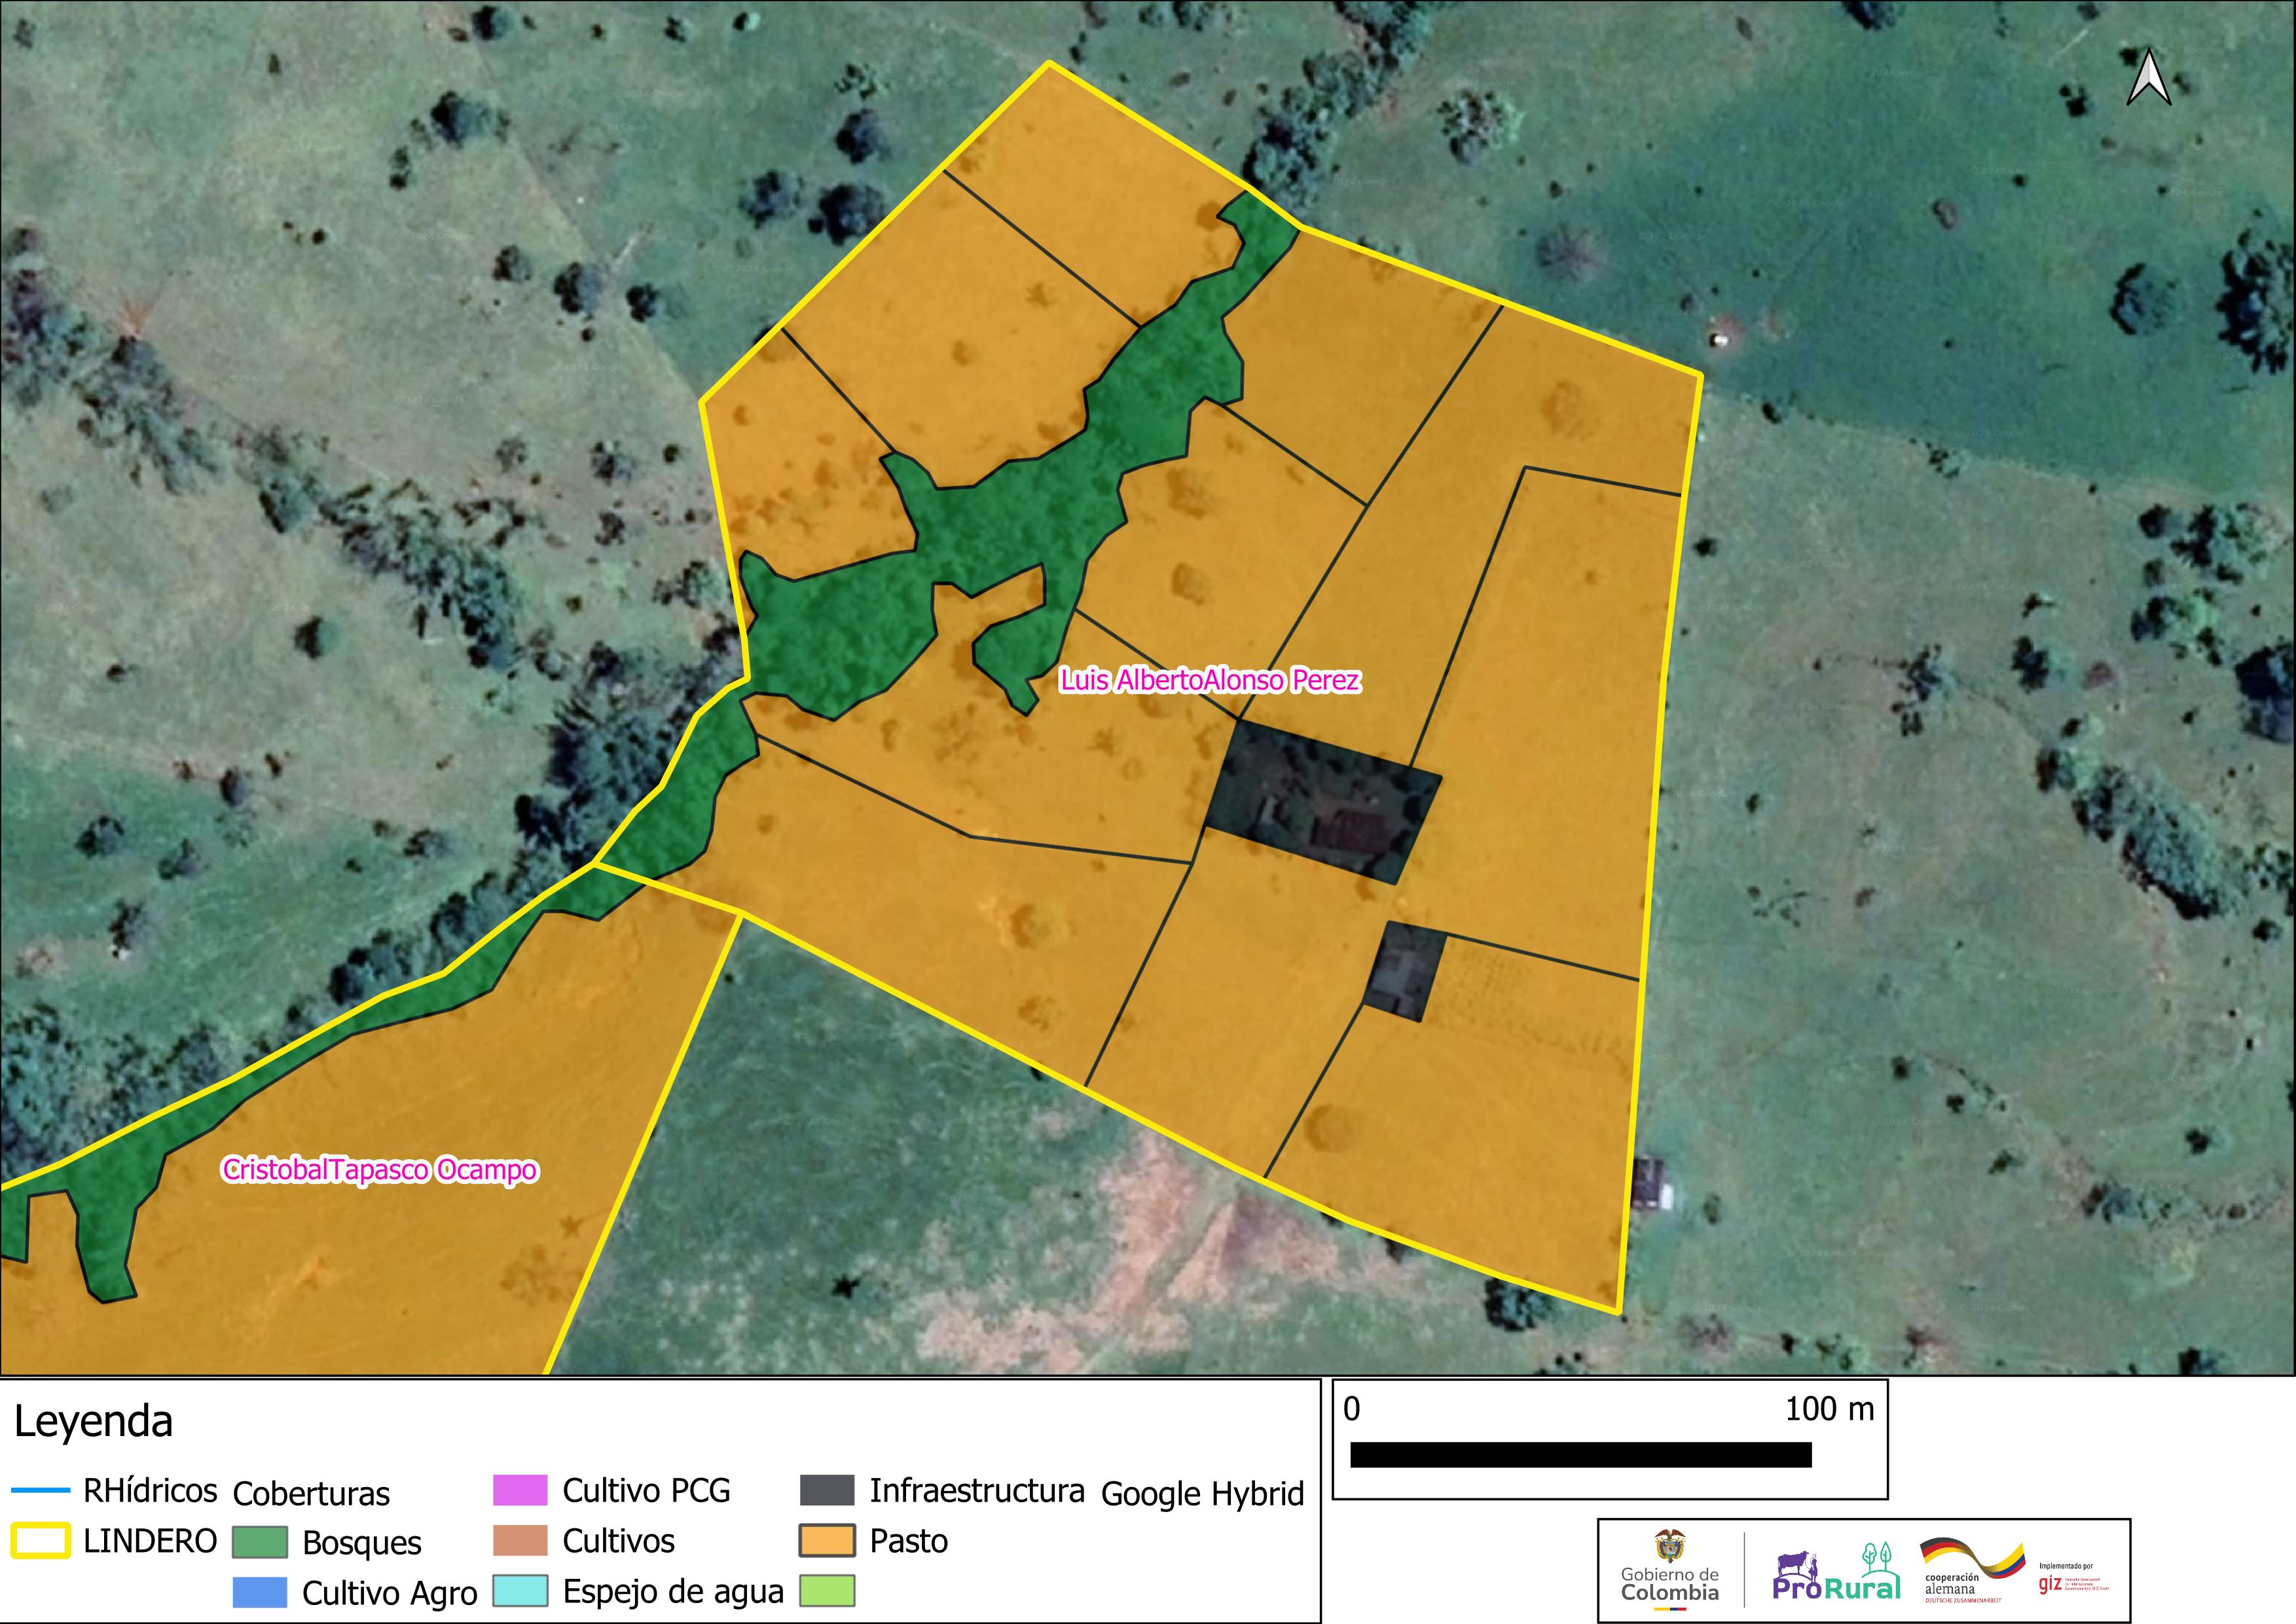 Luis AlbertoAlonso Perez
CristobalTapasco Ocampo
Leyenda
RHídricos
LINDERO
Coberturas
Bosques
Cultivo Agro
Cultivo PCG
Cultivos
Espejo de agua
Infraestructura
Pasto
Google Hybrid
0 100 m
Gobierno de
Colombia
ProRural
cooperación
alemana
DEUTSCHE ZUSAMMENARBEIT
Implementado por
giz